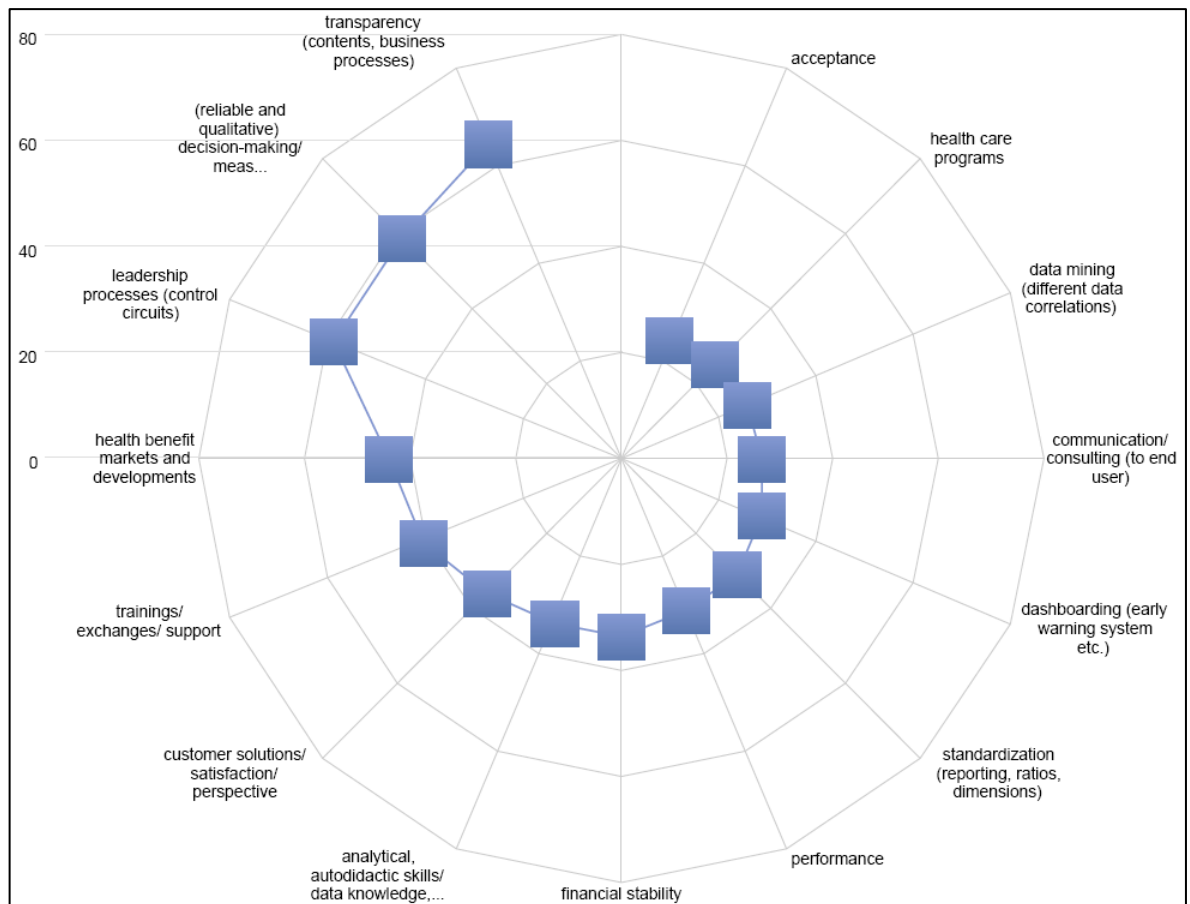 80
60
40
20
0
transparency
(contents, business
processes)
acceptance
health care
programs
data mining
(different data
correlations)
communication/
consulting (to end
user)
dashboarding (early
warning system
etc.)
standardization
(reporting, ratios,
dimensions)
performance
financial stability
analytical,
autodidactic skills/
data knowledge,...
customer solutions/
satisfaction/
perspective
trainings/
exchanges/ support
health benefit
markets and
developments
leadership
processes (control
circuits)
(reliable and
qualitative)
decision-making/
meas...